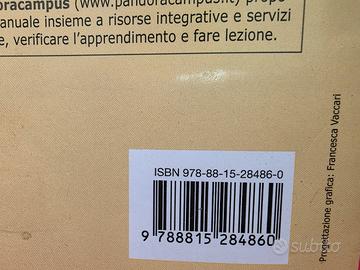 oracampus (www.pandoracampus.it) propo
anuale insieme a risorse integrative e servizi
e, verificare l'apprendimento e fare lezione.
ISBN 978-88-15-28486-0
9 788815 284860
Progettazione grafica: Francesca Vaccari
subito